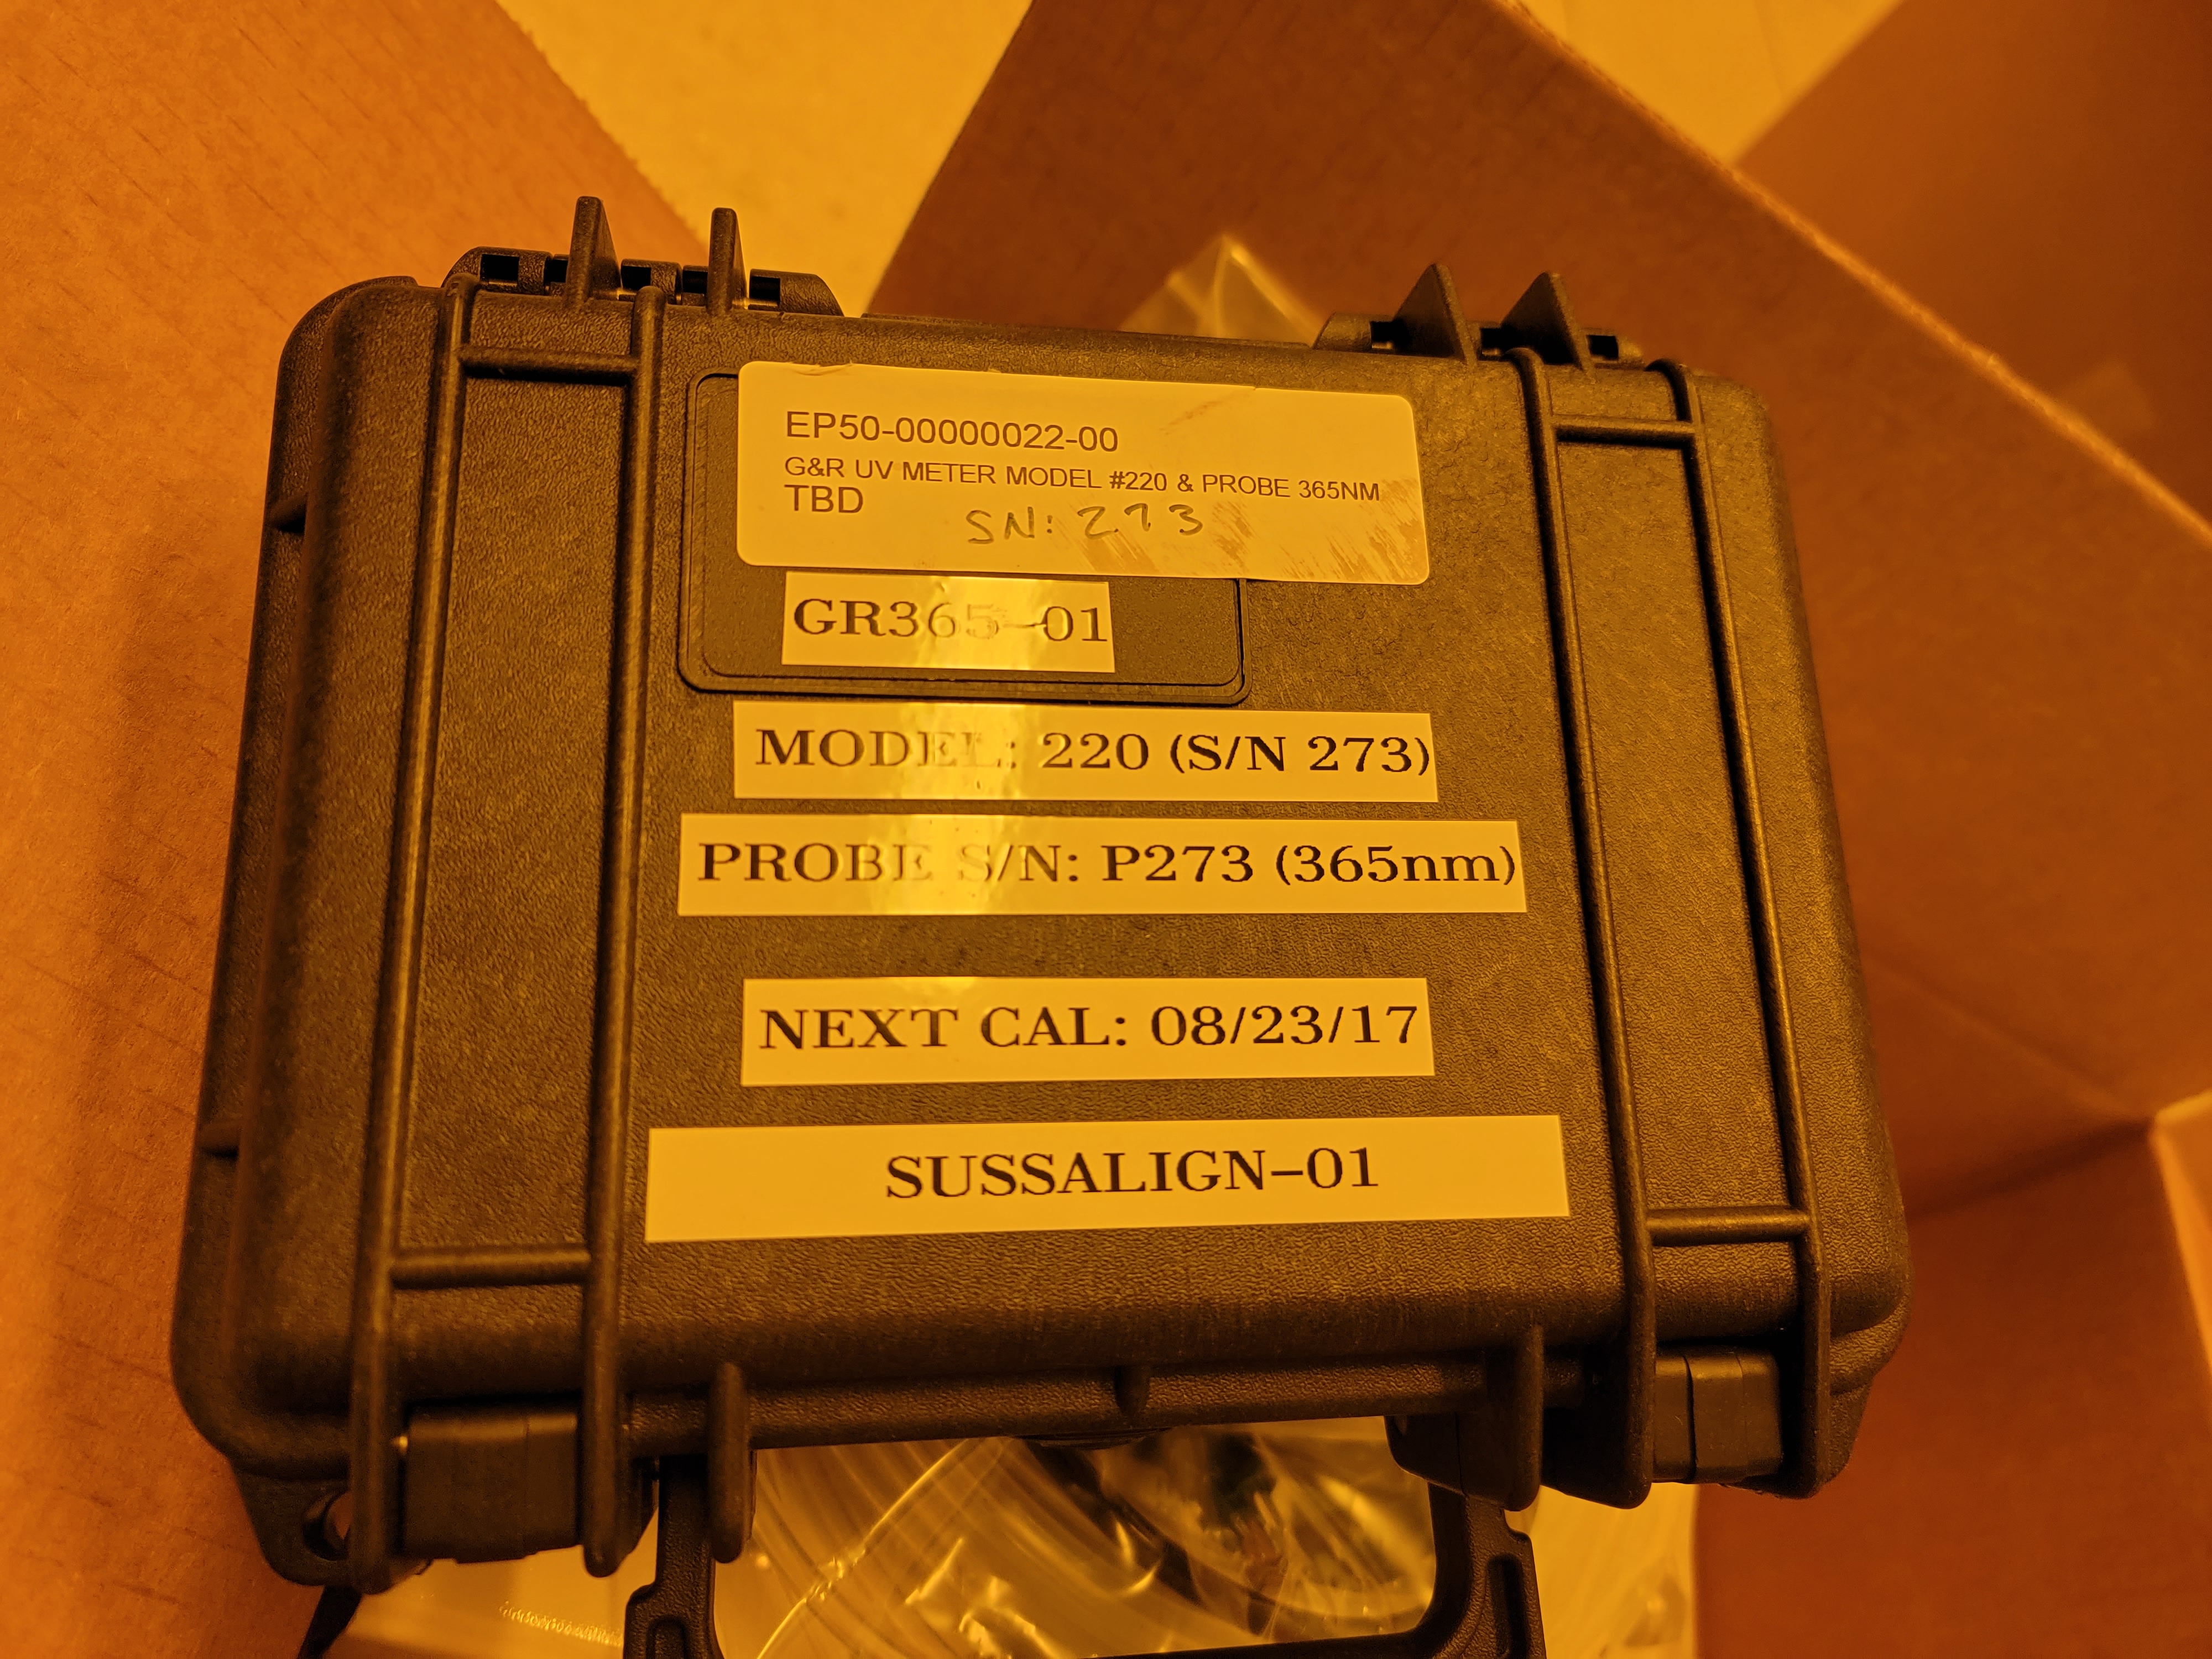 EP50-00000022-00
G&R UV METER MODEL #220 & PROBE 365NM
TBD
SN: 273
GR365-01
MODEL: 220 (S/N 273)
PROBE S/N: P273 (365nm)
NEXT CAL: 08/23/17
SUSSALIGN-01